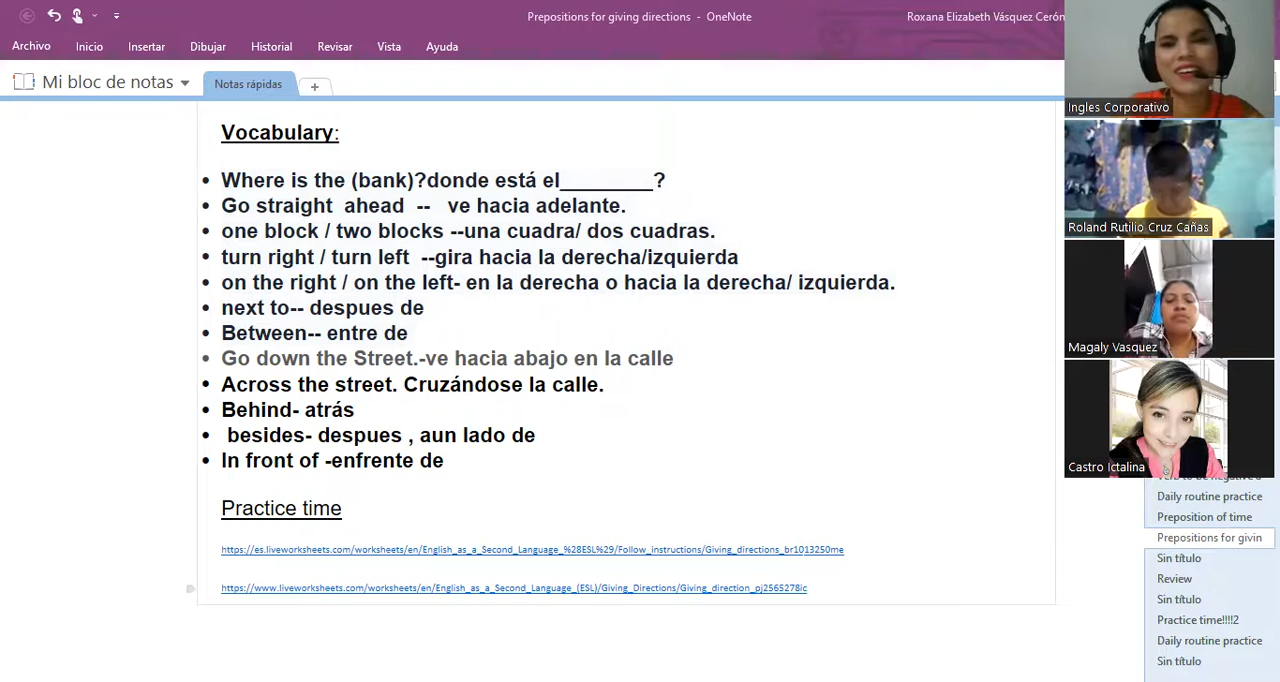 Prepositions for giving directions - OneNote
Roxana Elizabeth Vásquez Cerón
Archivo Inicio Insertar Dibujar Historial Revisar Vista Ayuda
Mi bloc de notas
Notas rápidas
+
Vocabulary:
• Where is the (bank)?donde está el________?
• Go straight ahead -- ve hacia adelante.
• one block / two blocks --una cuadra/ dos cuadras.
• turn right / turn left --gira hacia la derecha/izquierda
• on the right / on the left- en la derecha o hacia la derecha/ izquierda.
• next to-- despues de
• Between-- entre de
• Go down the Street.-ve hacia abajo en la calle
• Across the street. Cruzándose la calle.
• Behind- atrás
• besides- despues , aun lado de
• In front of -enfrente de
Practice time
https://es.liveworksheets.com/worksheets/en/English_as_a_Second_Language_%28ESL%29/Follow_instructions/Giving_directions_br1013250me
https://www.liveworksheets.com/worksheets/en/English_as_a_Second_Language_(ESL)/Giving_Directions/Giving_direction_pj2565278ic
Ingles Corporativo
Roland Rutilio Cruz Cañas
Magaly Vasquez
Castro Ictalina
Daily routine practice
Preposition of time
Prepositions for givin
Sin título
Review
Sin título
Practice time!!!!2
Daily routine practice
Sin título